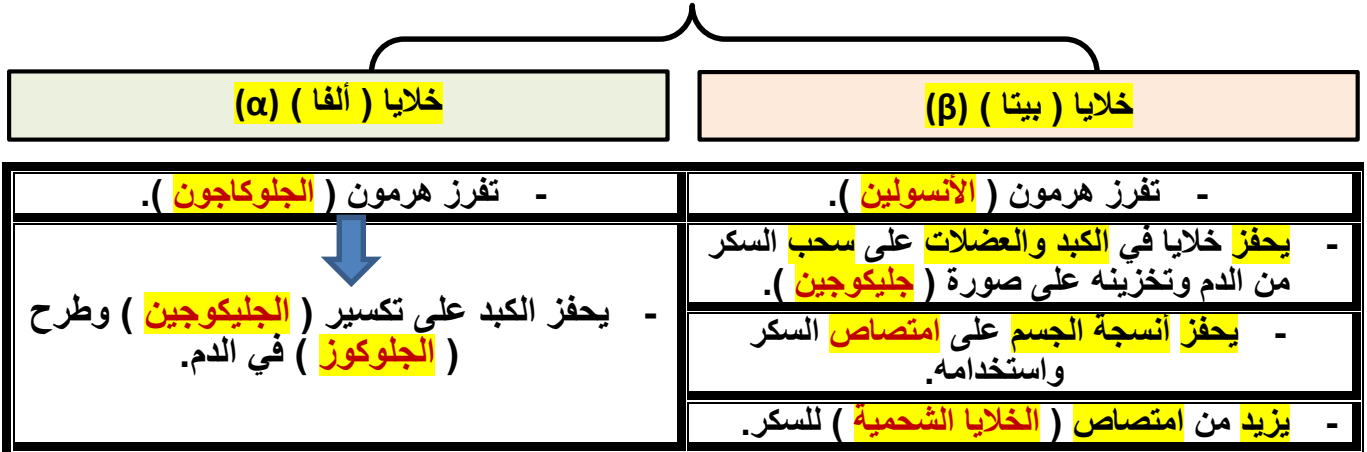 خلايا ( بيتا ) (β)
خلايا ( ألفا ) (α)
- تفرز هرمون ( الأنسولين ).
- تفرز هرمون ( الجلوكاجون ).
- يحفز خلايا في الكبد والعضلات على سحب السكر
من الدم وتخزينه على صورة ( جليكوجين ).
- يحفز أنسجة الجسم على امتصاص السكر
واستخدامه.
- يزيد من امتصاص ( الخلايا الشحمية ) للسكر.
- يحفز الكبد على تكسير ( الجليكوجين ) وطرح
( الجلوكوز ) في الدم.